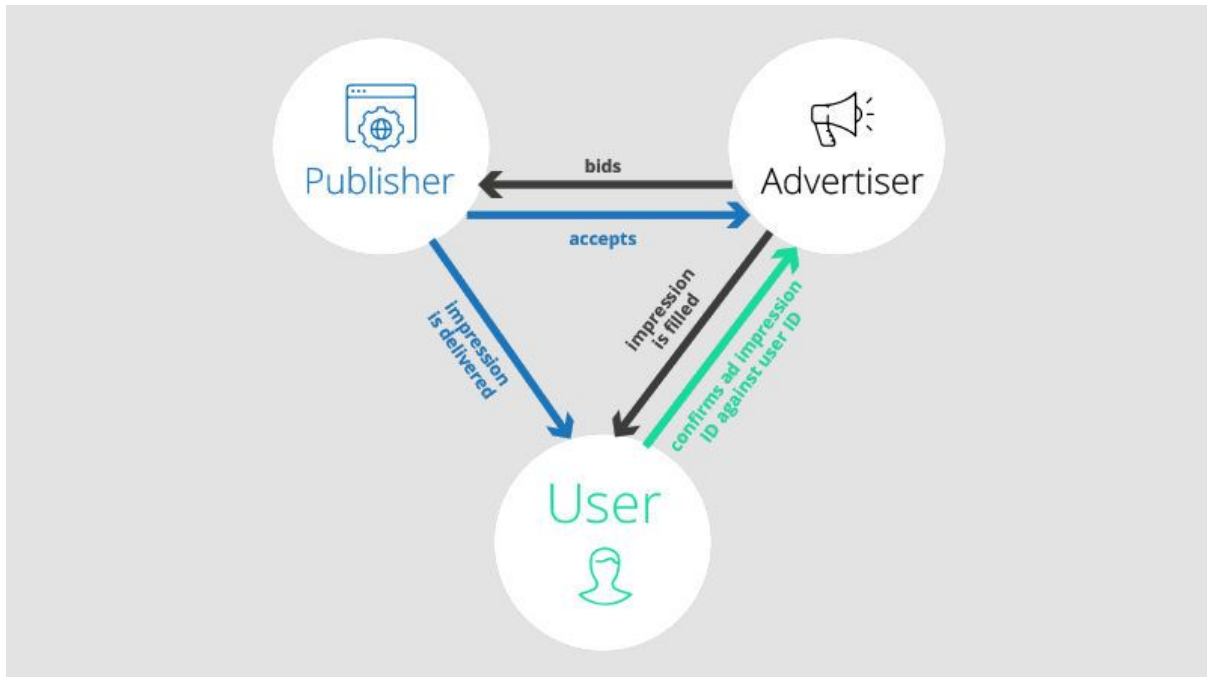 Publisher
Advertiser
bids
accepts
impression
is delivered
impression
is filled
confirms ad impression
ID against user ID
User